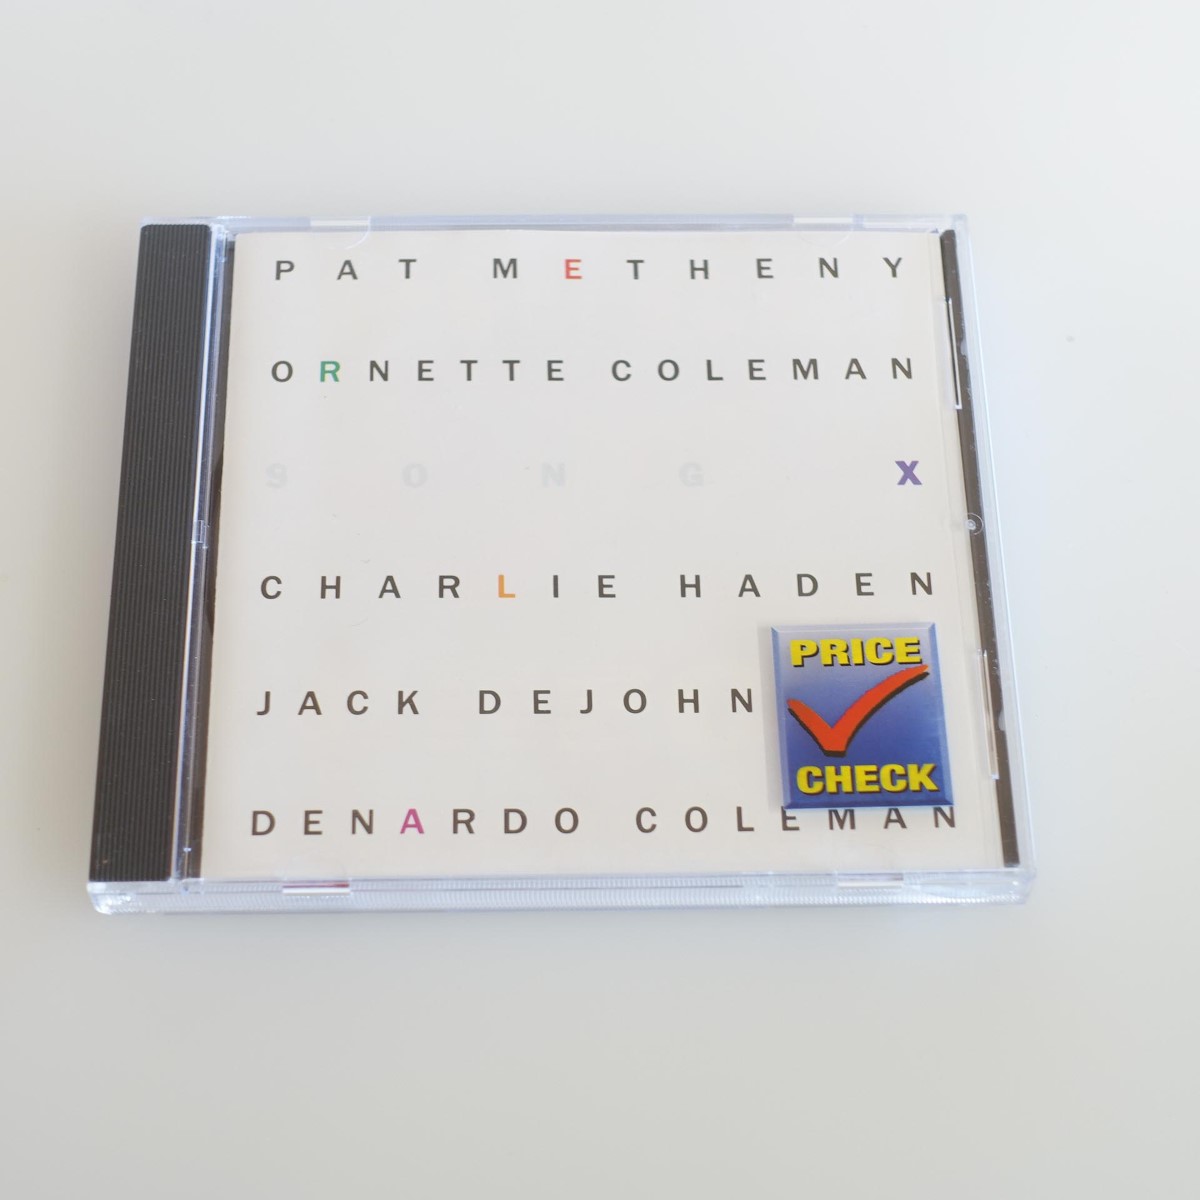 PAT METHENY
ORNETTE COLEMAN
SONG X
CHARLIE HADEN
JACK DEJOHN
PRICE
CHECK
DENARDO COLEMAN